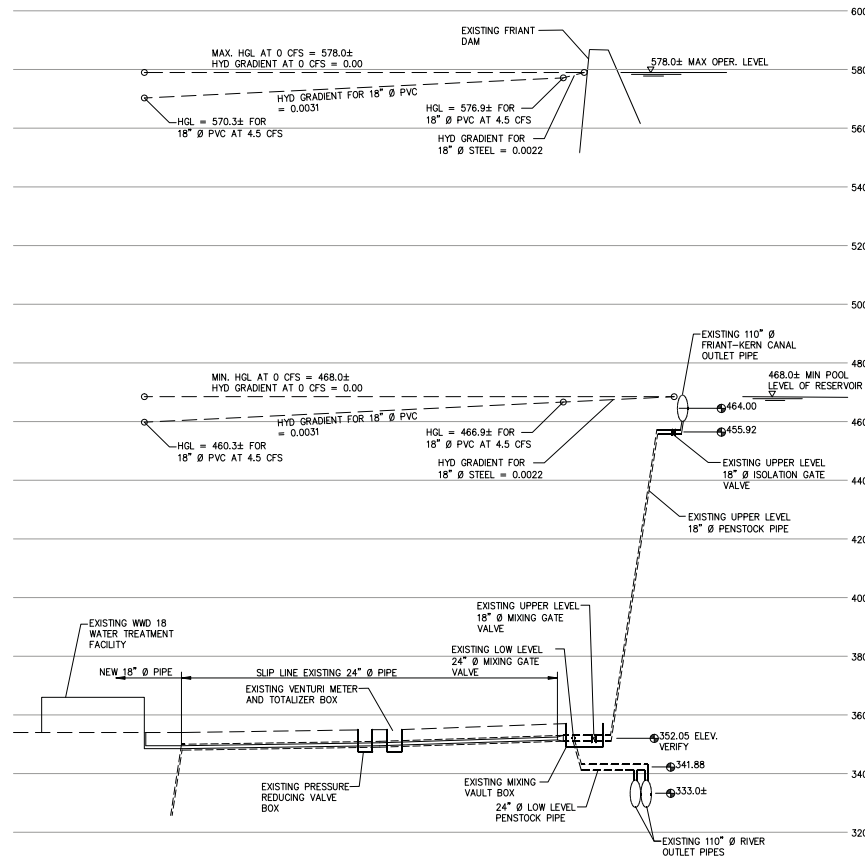 600
EXISTING FRIANT
DAM
MAX. HGL AT 0 CFS = 578.0±
HYD GRADIENT AT 0 CFS = 0.00
578.0± MAX OPER. LEVEL
580
HYD GRADIENT FOR 18" Ø PVC
= 0.0031
HGL = 570.3± FOR
18" Ø PVC AT 4.5 CFS
HGL = 576.9± FOR
18" Ø PVC AT 4.5 CFS
560
HYD GRADIENT FOR
18" Ø STEEL = 0.0022
540
520
500
EXISTING 110" Ø
FRIANT-KERN CANAL
OUTLET PIPE
480
MIN. HGL AT 0 CFS = 468.0±
HYD GRADIENT AT 0 CFS = 0.00
468.0± MIN POOL
LEVEL OF RESERVOIR
464.00
HYD GRADIENT FOR 18" Ø PVC
= 0.0031
460
455.92
HGL = 460.3± FOR
18" Ø PVC AT 4.5 CFS
HGL = 466.9± FOR
18" Ø PVC AT 4.5 CFS
HYD GRADIENT FOR
18" Ø STEEL = 0.0022
EXISTING UPPER LEVEL
18" Ø ISOLATION GATE
VALVE
440
EXISTING UPPER LEVEL
18" Ø PENSTOCK PIPE
420
400
EXISTING UPPER LEVEL
18" Ø MIXING GATE
VALVE
EXISTING WWD 18
WATER TREATMENT
FACILITY
EXISTING LOW LEVEL
24" Ø MIXING GATE
VALVE
380
NEW 18" Ø PIPE
SLIP LINE EXISTING 24" Ø PIPE
EXISTING VENTURI METER
AND TOTALIZER BOX
360
352.05 ELEV.
VERIFY
341.88
340
EXISTING PRESSURE
REDUCING VALVE
BOX
EXISTING MIXING
VAULT BOX
333.0±
24" Ø LOW LEVEL
PENSTOCK PIPE
320
EXISTING 110" Ø RIVER
OUTLET PIPES